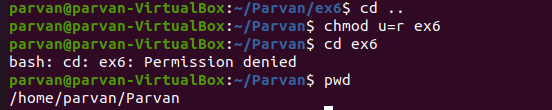 parvan@parvan-VirtualBox:~/Parvan/ex6$ cd ..
parvan@parvan-VirtualBox:~/Parvan$ chmod u=r ex6
parvan@parvan-VirtualBox:~/Parvan$ cd ex6
bash: cd: ex6: Permission denied
parvan@parvan-VirtualBox:~/Parvan$ pwd
/home/parvan/Parvan